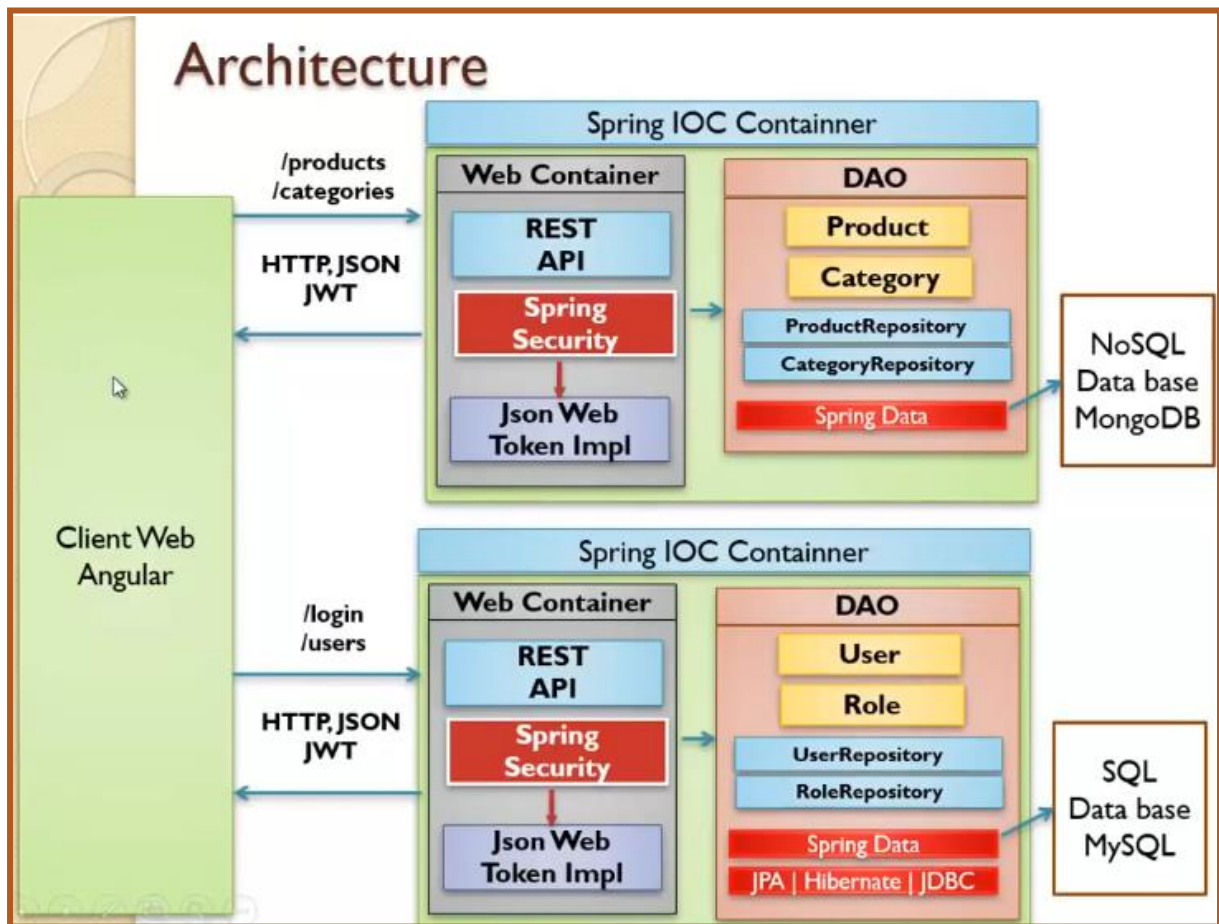 Architecture
Spring IOC Containner
/products
/categories
HTTP, JSON
JWT
Web Container
REST
API
Spring
Security
Json Web
Token Impl
DAO
Product
Category
ProductRepository
CategoryRepository
Spring Data
NoSQL
Data base
MongoDB
Client Web
Angular
Spring IOC Containner
/login
/users
HTTP, JSON
JWT
Web Container
REST
API
Spring
Security
Json Web
Token Impl
DAO
User
Role
UserRepository
RoleRepository
Spring Data
JPA | Hibernate | JDBC
SQL
Data base
MySQL